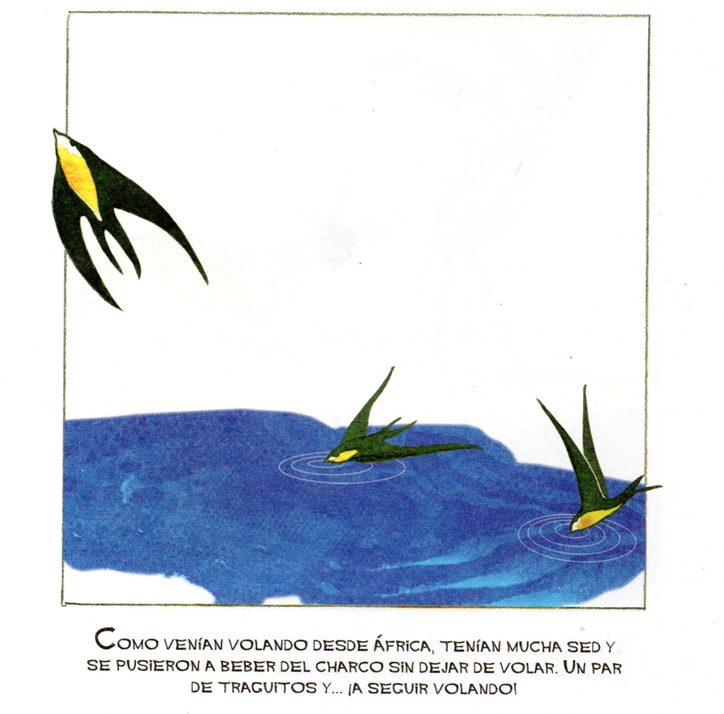 COMO VENÍAN VOLANDO DESDE ÁFRICA, TENÍAN MUCHA SED Y
SE PUSIERON A BEBER DEL CHARCO SIN DEJAR DE VOLAR. UN PAR
DE TRAGUITOS Y... ¡A SEGUIR VOLANDO!